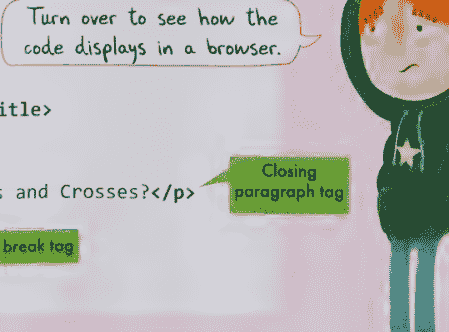 Turn over to see how the
code displays in a browser.
itle>
s and Crosses?</p>
Closing
paragraph tag
break tag